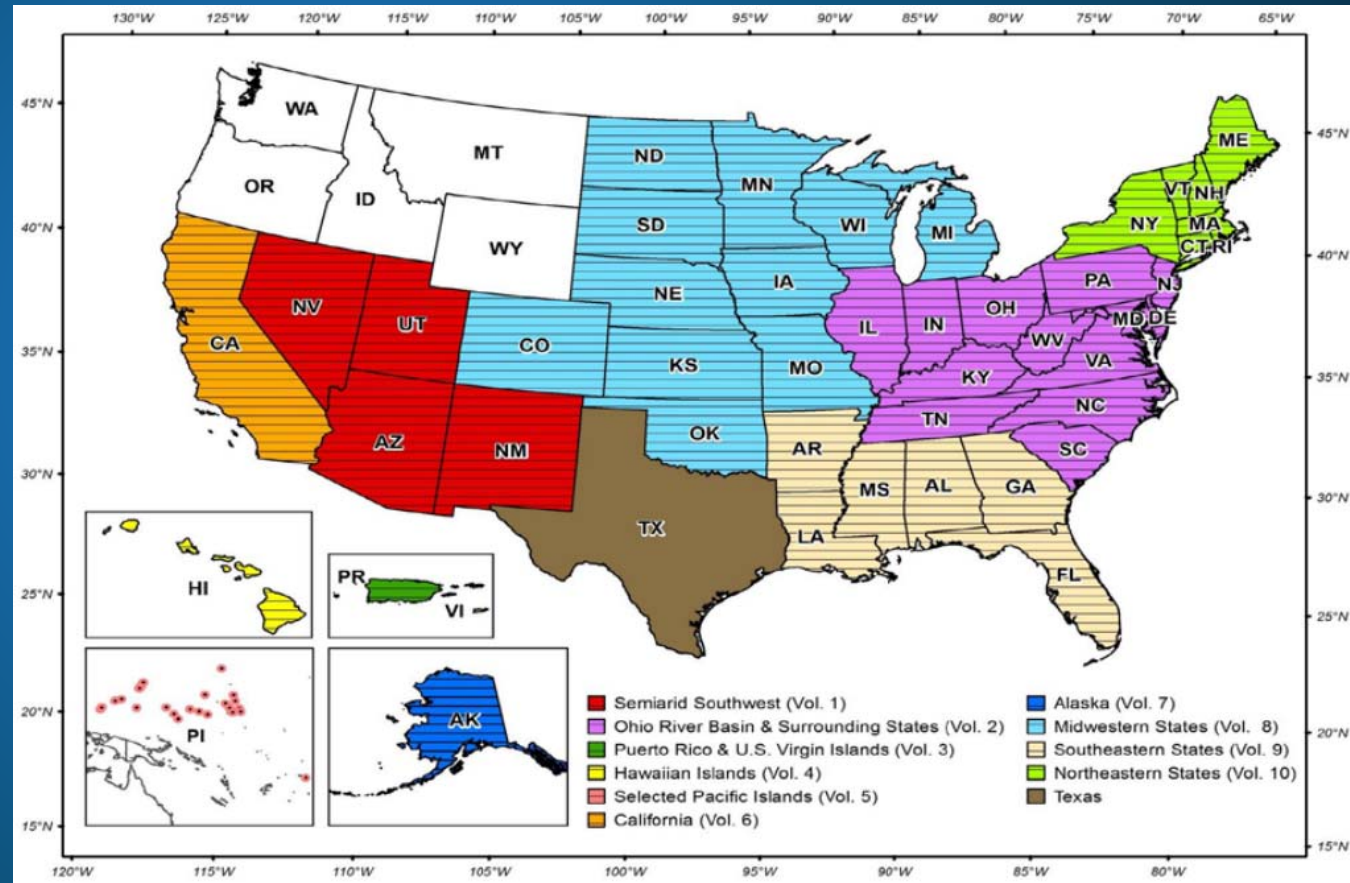 130°W 125°W 120°W 115°W 110°W 105°W 100°W 95°W 90°W 85°W 80°W 75°W 70°W 65°W
45°N
40°N
35°N
30°N
25°N
20°N
15°N
WA
OR
ID
MT
WY
CA
NV
UT
AZ
NM
CO
ND
SD
NE
KS
OK
TX
MN
IA
MO
WI
MI
IL
IN
OH
KY
TN
WV
PA
NJ
MD DE
VA
NC
SC
AR
LA
MS
AL
GA
FL
ME
VT
NH
NY
MA
CT RI
HI
PR
VI
PI
AK
Semiarid Southwest (Vol. 1)
Ohio River Basin & Surrounding States (Vol. 2)
Puerto Rico & U.S. Virgin Islands (Vol. 3)
Hawaiian Islands (Vol. 4)
Selected Pacific Islands (Vol. 5)
California (Vol. 6)
Alaska (Vol. 7)
Midwestern States (Vol. 8)
Southeastern States (Vol. 9)
Northeastern States (Vol. 10)
Texas
45°N
40°N
35°N
30°N
25°N
20°N
15°N
120°W 115°W 110°W 105°W 100°W 95°W 90°W 85°W 80°W